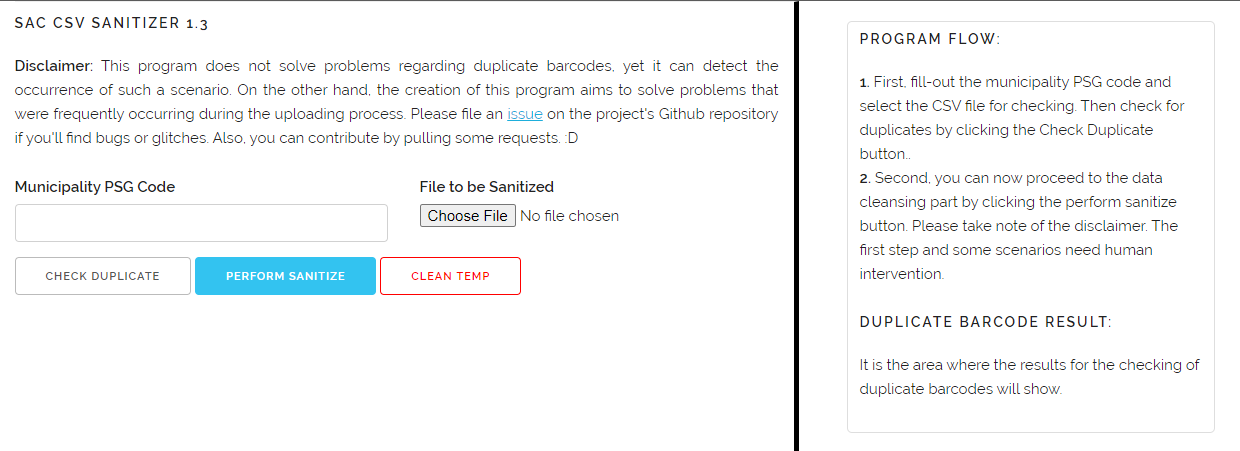 SAC CSV SANITIZER 1.3
Disclaimer: This program does not solve problems regarding duplicate barcodes, yet it can detect the
occurrence of such a scenario. On the other hand, the creation of this program aims to solve problems that
were frequently occurring during the uploading process. Please file an issue on the project's Github repository
if you'll find bugs or glitches. Also, you can contribute by pulling some requests. :D
Municipality PSG Code
File to be Sanitized
Choose File No file chosen
CHECK DUPLICATE
PERFORM SANITIZE
CLEAN TEMP
PROGRAM FLOW:
1. First, fill-out the municipality PSG code and
select the CSV file for checking. Then check for
duplicates by clicking the Check Duplicate
button..
2. Second, you can now proceed to the data
cleansing part by clicking the perform sanitize
button. Please take note of the disclaimer. The
first step and some scenarios need human
intervention.
DUPLICATE BARCODE RESULT:
It is the area where the results for the checking of
duplicate barcodes will show.